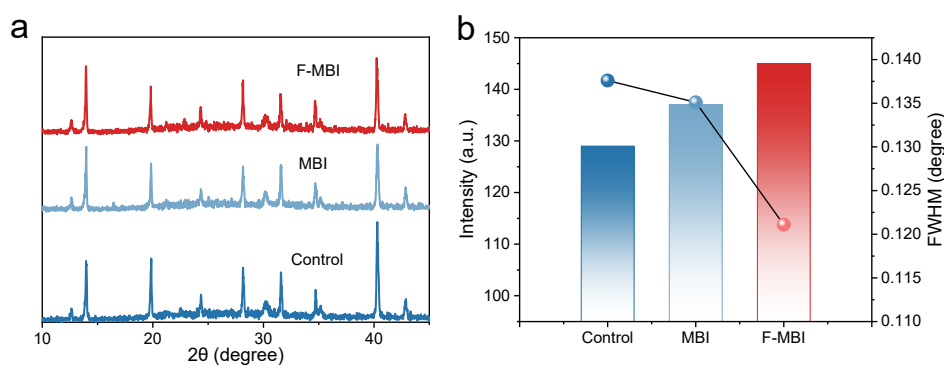 a
F-MBI
MBI
Control
10
20
30
40
2θ (degree)
b
150
140
130
120
110
100
Intensity (a.u.)
0.140
0.135
0.130
0.125
0.120
0.115
0.110
FWHM (degree)
Control
MBI
F-MBI